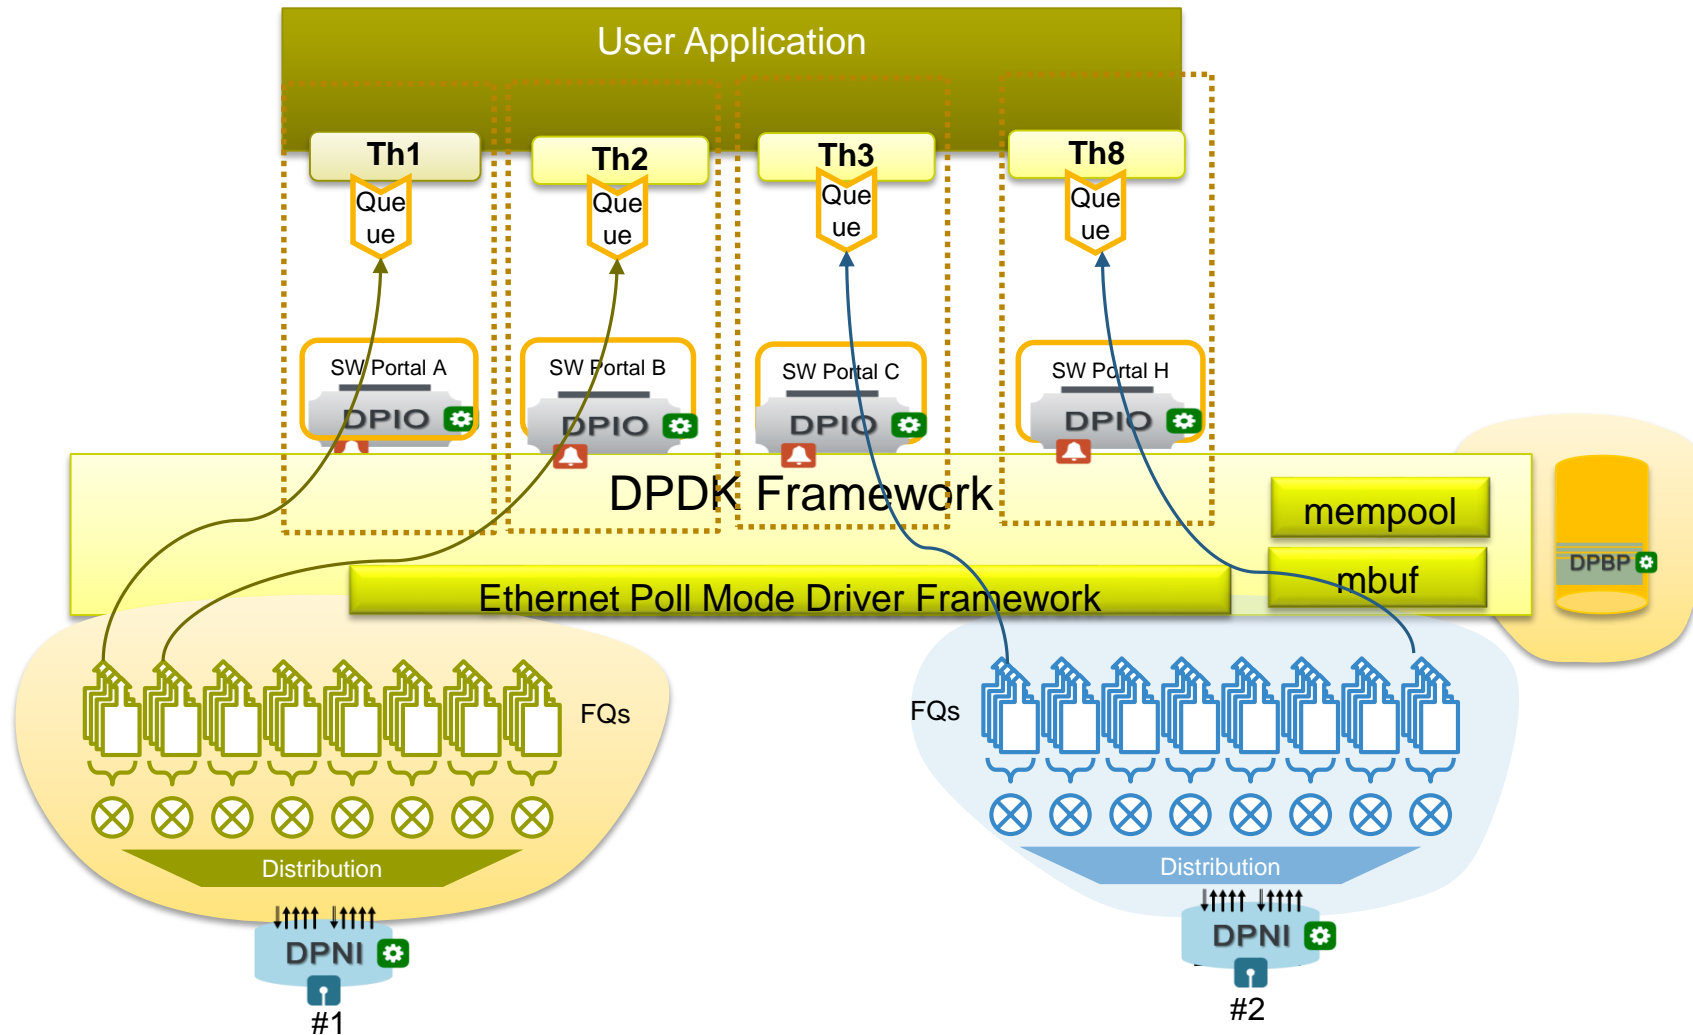 User Application
Th1
Th2
Th3
Th8
Que
ue
Que
ue
Que
ue
Que
ue
SW Portal A
SW Portal B
SW Portal C
SW Portal H
DPIO
DPIO
DPIO
DPIO
DPDK Framework
mempool
mbuf
DPBP
Ethernet Poll Mode Driver Framework
FQs
FQs
Distribution
Distribution
DPNI
DPNI
#1
#2